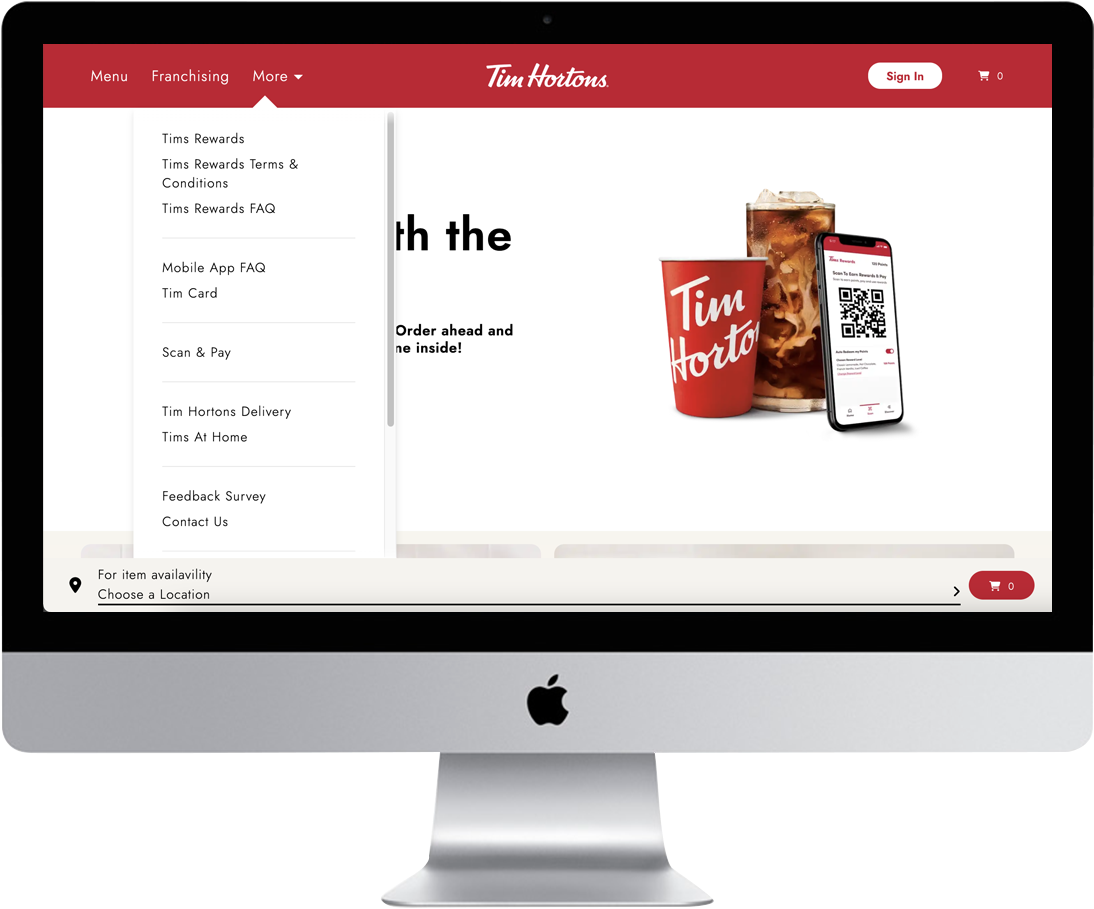 Menu Franchising More Tim Hortons. Sign In 0
Tims Rewards
Tims Rewards Terms &
Conditions
Tims Rewards FAQ
Mobile App FAQ
Tim Card
Scan & Pay
Tim Hortons Delivery
Tims At Home
Feedback Survey
Contact Us
th the
Order ahead and
ne inside!
Tim
Horto
Tims Rewards
Scan To Earn Rewards & Pay
For item availavility
Choose a Location
0